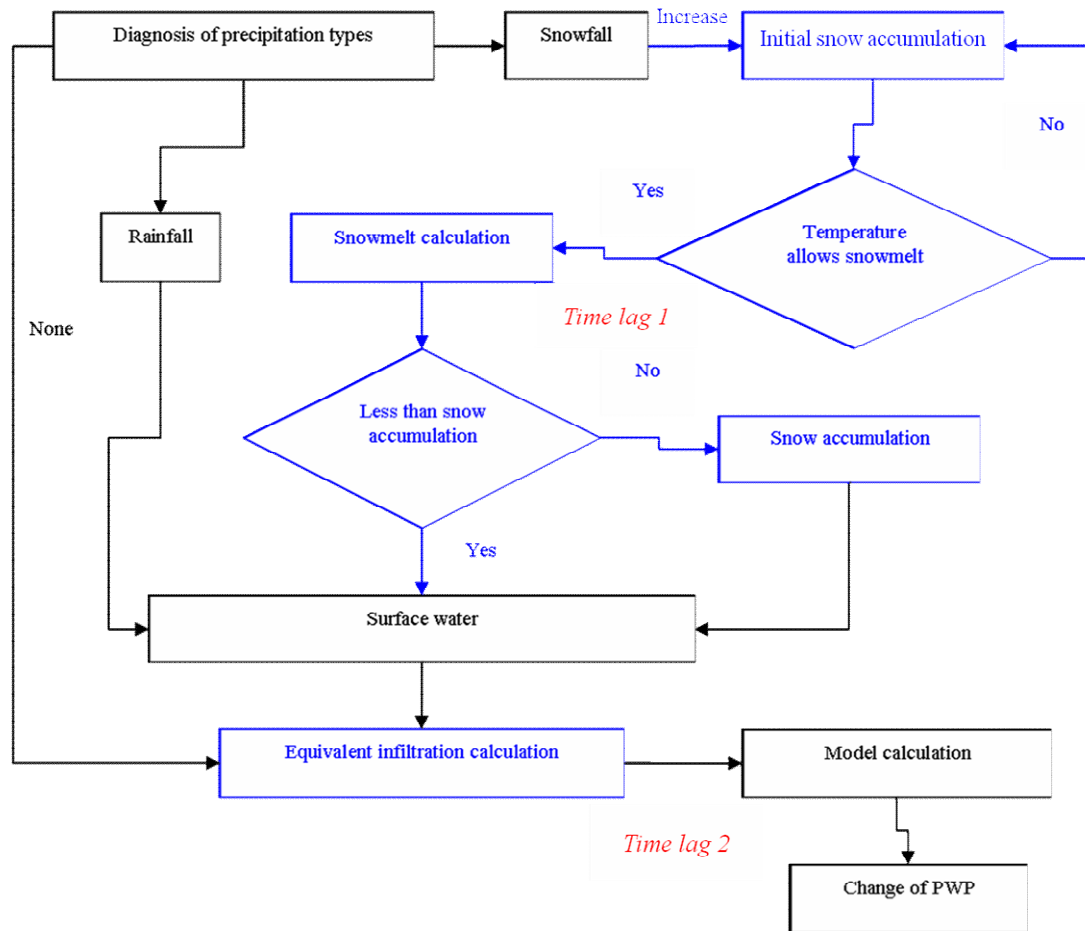 Diagnosis of precipitation types
Snowfall
Increase
Initial snow accumulation
No
Yes
Temperature
allows snowmelt
Rainfall
Snowmelt calculation
Time lag 1
None
No
Less than snow
accumulation
Snow accumulation
Yes
Surface water
Equivalent infiltration calculation
Model calculation
Time lag 2
Change of PWP